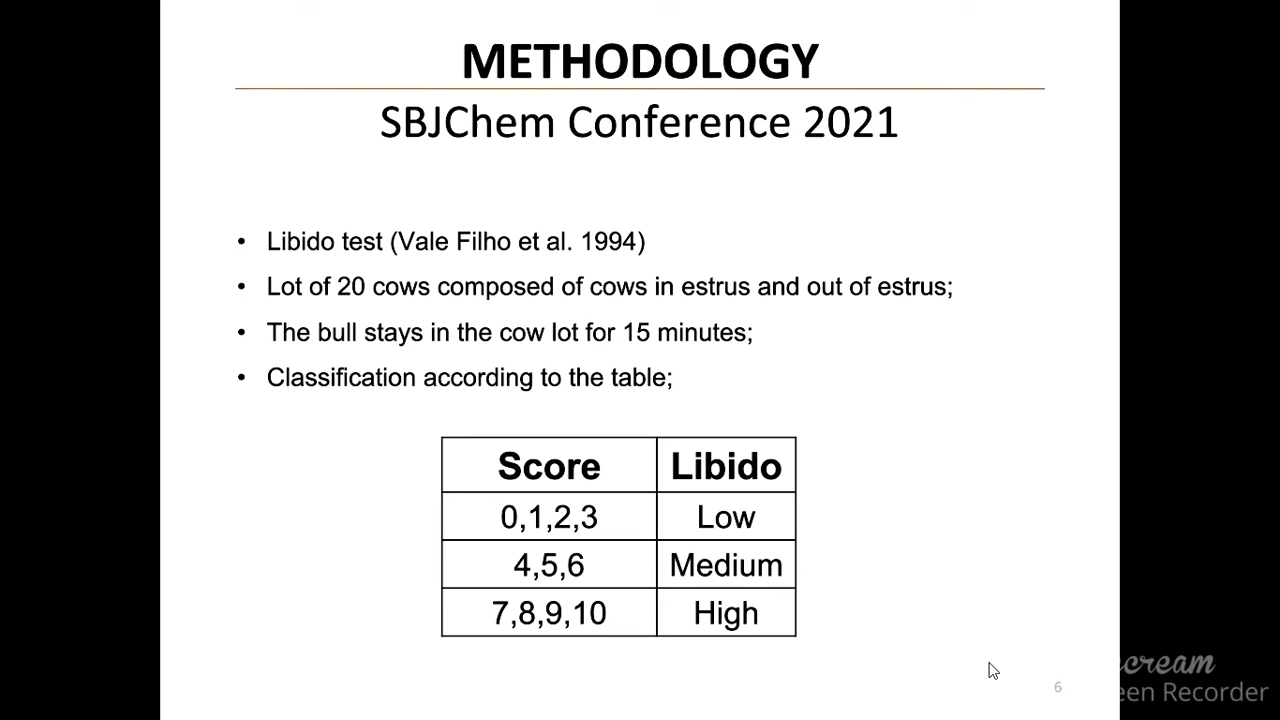 METHODOLOGY
SBJChem Conference 2021
• Libido test (Vale Filho et al. 1994)
• Lot of 20 cows composed of cows in estrus and out of estrus;
• The bull stays in the cow lot for 15 minutes;
• Classification according to the table;
Score Libido
0,1,2,3 Low
4,5,6 Medium
7,8,9,10 High
6
Recorder